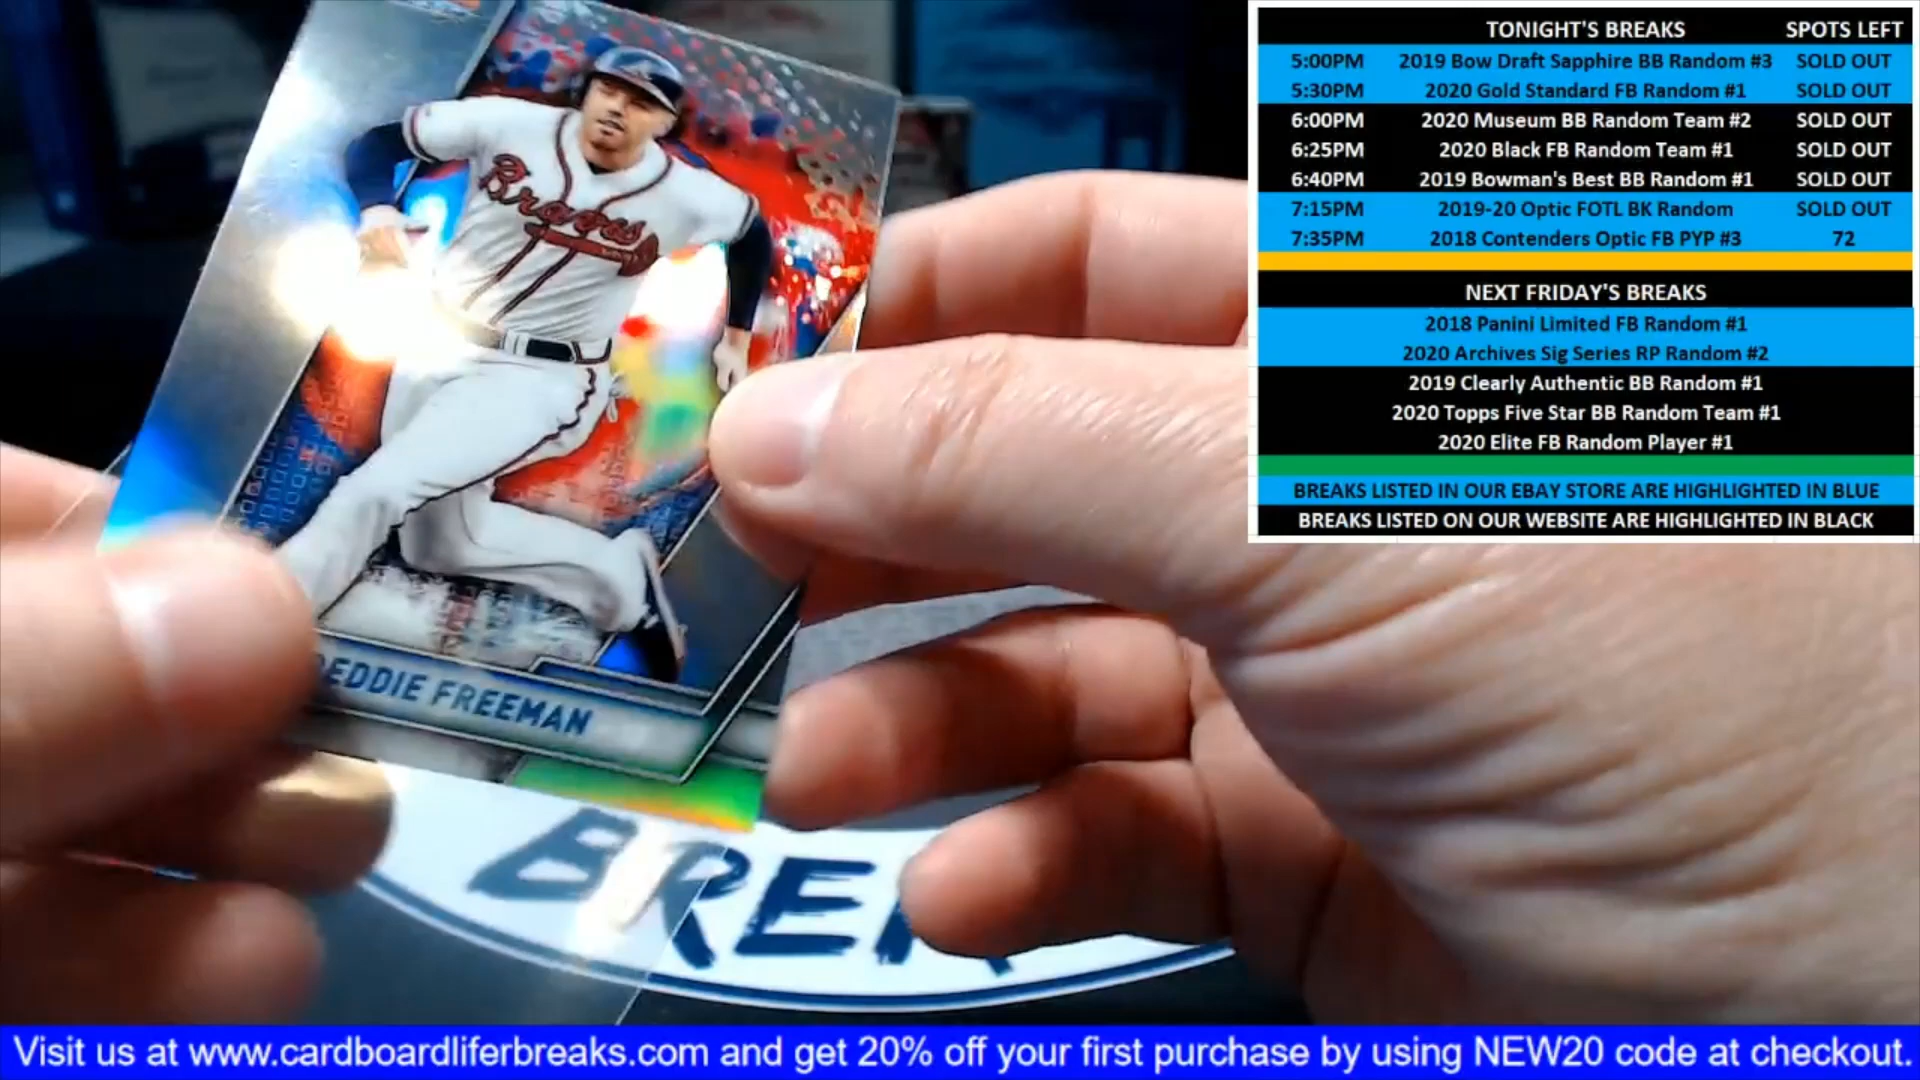 TONIGHT'S BREAKS SPOTS LEFT
5:00PM 2019 Bow Draft Sapphire BB Random #3 SOLD OUT
5:30PM 2020 Gold Standard FB Random #1 SOLD OUT
6:00PM 2020 Museum BB Random Team #2 SOLD OUT
6:25PM 2020 Black FB Random Team #1 SOLD OUT
6:40PM 2019 Bowman's Best BB Random #1 SOLD OUT
7:15PM 2019-20 Optic FOTL BK Random SOLD OUT
7:35PM 2018 Contenders Optic FB PYP #3 72
NEXT FRIDAY'S BREAKS
2018 Panini Limited FB Random #1
2020 Archives Sig Series RP Random #2
2019 Clearly Authentic BB Random #1
2020 Topps Five Star BB Random Team #1
2020 Elite FB Random Player #1
BREAKS LISTED IN OUR EBAY STORE ARE HIGHLIGHTED IN BLUE
BREAKS LISTED ON OUR WEBSITE ARE HIGHLIGHTED IN BLACK
Braves
EDDIE FREEMAN
BREA
Visit us at www.cardboardliferbreaks.com and get 20% off your first purchase by using NEW20 code at checkout.